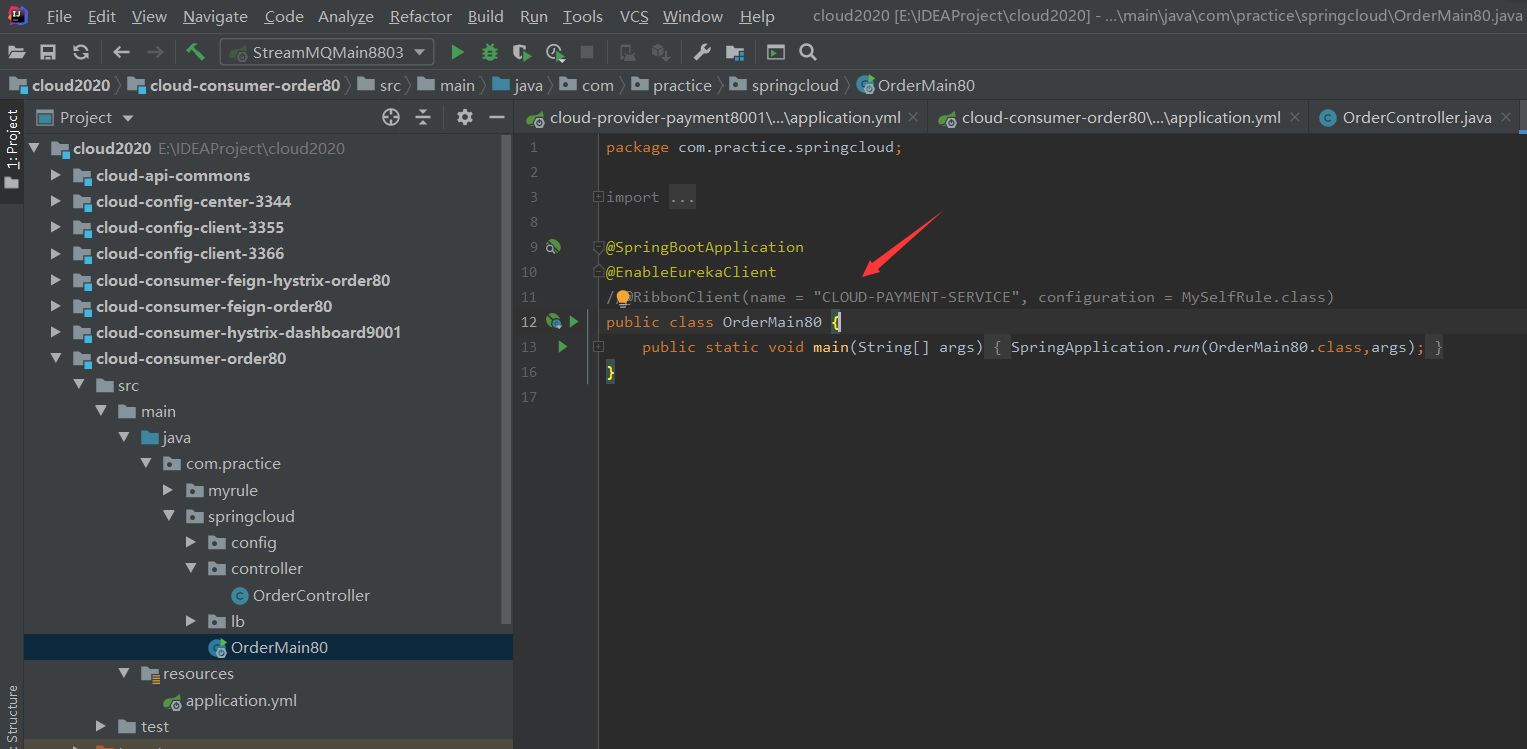 File Edit View Navigate Code Analyze Refactor Build Run Tools VCS Window Help cloud2020 [E:\IDEAProject\cloud2020] - ...\main\java\com\practice\springcloud\OrderMain80.java
StreamMQMain8803
cloud2020 cloud-consumer-order80 src main java com practice springcloud OrderMain80
Project
cloud-provider-payment8001\...\application.yml
cloud-consumer-order80\...\application.yml
OrderController.java
1: Project
Structure
cloud2020 E:\IDEAProject\cloud2020
cloud-api-commons
cloud-config-center-3344
cloud-config-client-3355
cloud-config-client-3366
cloud-consumer-feign-hystrix-order80
cloud-consumer-feign-order80
cloud-consumer-hystrix-dashboard9001
cloud-consumer-order80
src
main
java
com.practice
myrule
springcloud
config
controller
OrderController
lb
OrderMain80
resources
application.yml
test
1 package com.practice.springcloud;
2
3 import ...
8
9 @SpringBootApplication
10 @EnableEurekaClient
11 /@RibbonClient(name = "CLOUD-PAYMENT-SERVICE", configuration = MySelfRule.class)
12 public class OrderMain80 {
13 public static void main(String[] args) { SpringApplication.run(OrderMain80.class,args); }
16 }
17